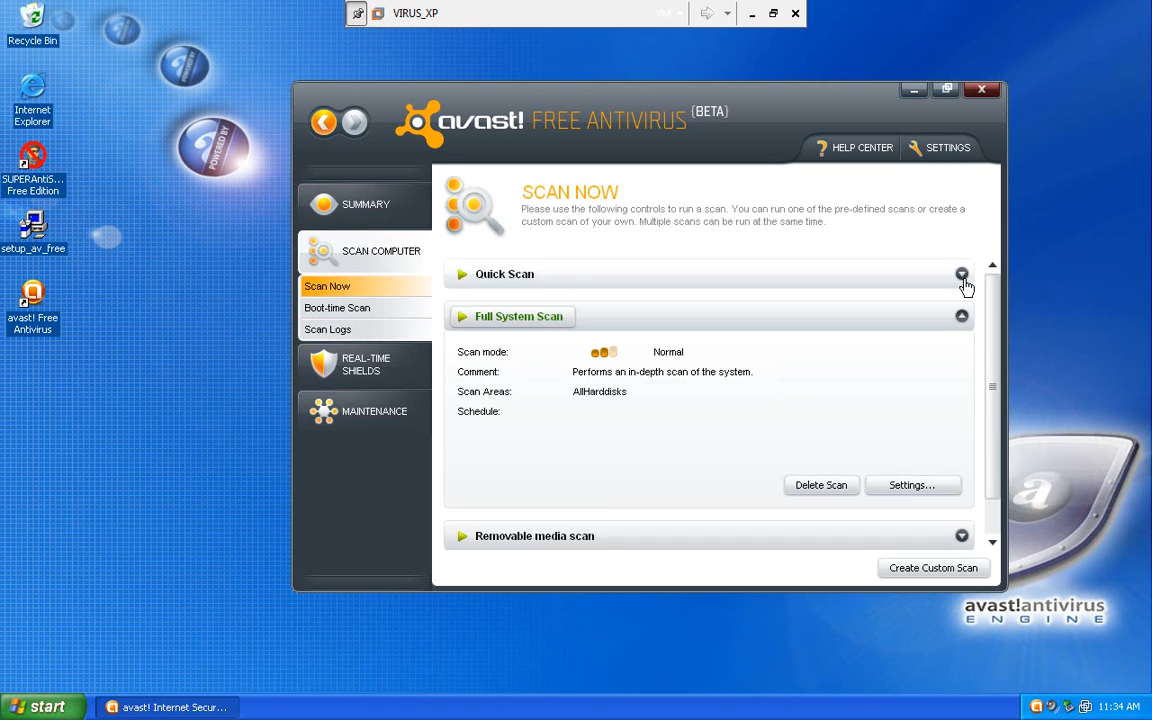 VIRUS_XP
VM
Recycle Bin
Internet
Explorer
SUPERAntiS...
Free Edition
setup_av_free
avast! Free
Antivirus
POWERED BY
avast! FREE ANTIVIRUS [BETA]
HELP CENTER
SETTINGS
SUMMARY
SCAN COMPUTER
Scan Now
Boot-time Scan
Scan Logs
REAL-TIME
SHIELDS
MAINTENANCE
SCAN NOW
Please use the following controls to run a scan. You can run one of the pre-defined scans or create a
custom scan of your own. Multiple scans can be run at the same time.
Quick Scan
Full System Scan
Scan mode: Normal
Comment: Performs an in-depth scan of the system.
Scan Areas: AllHarddisks
Schedule:
Delete Scan
Settings...
Removable media scan
Create Custom Scan
a
avast!antivirus
ENGINE
start
avast! Internet Secur...
11:34 AM